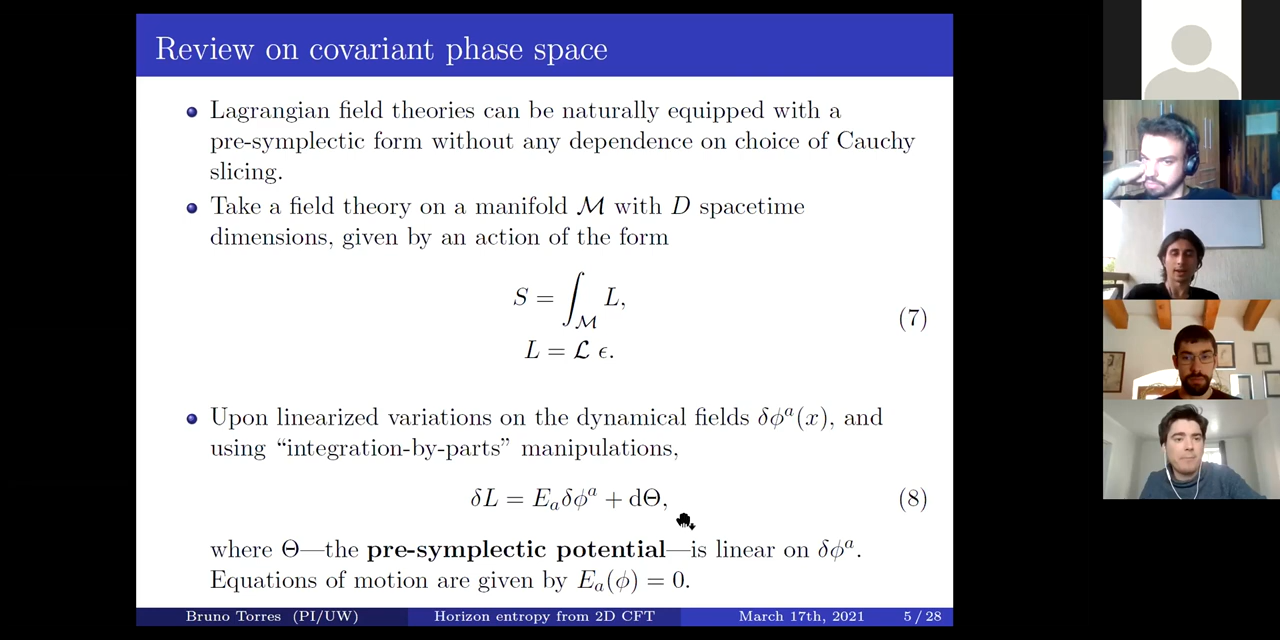 Review on covariant phase space
Lagrangian field theories can be naturally equipped with a
pre-symplectic form without any dependence on choice of Cauchy
slicing.
Take a field theory on a manifold ℳ with D spacetime
dimensions, given by an action of the form
S = ∫_ℳ L,
(7)
L = ℒ ϵ.
Upon linearized variations on the dynamical fields δϕ^a(x), and
using “integration-by-parts” manipulations,
δL = E_aδϕ^a + dΘ, (8)
where Θ—the pre-symplectic potential—is linear on δϕ^a.
Equations of motion are given by E_a(ϕ) = 0.
Bruno Torres (PI/UW) Horizon entropy from 2D CFT March 17th, 2021 5 / 28